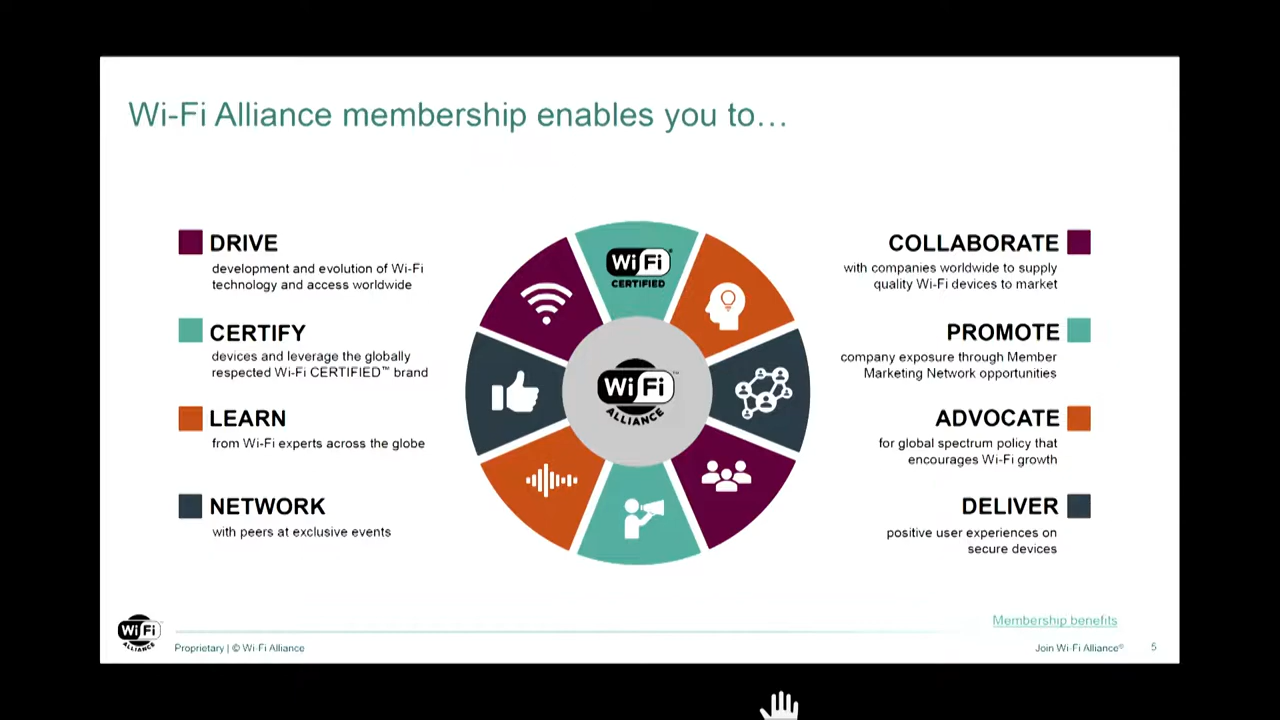 Wi-Fi Alliance membership enables you to…
DRIVE
development and evolution of Wi-Fi
technology and access worldwide
CERTIFY
devices and leverage the globally
respected Wi-Fi CERTIFIED™ brand
LEARN
from Wi-Fi experts across the globe
NETWORK
with peers at exclusive events
Wi Fi®
CERTIFIED
Wi Fi™
ALLIANCE
COLLABORATE
with companies worldwide to supply
quality Wi-Fi devices to market
PROMOTE
company exposure through Member
Marketing Network opportunities
ADVOCATE
for global spectrum policy that
encourages Wi-Fi growth
DELIVER
positive user experiences on
secure devices
Membership benefits
Wi Fi
ALLIANCE
Proprietary | © Wi-Fi Alliance
Join Wi-Fi Alliance®
5